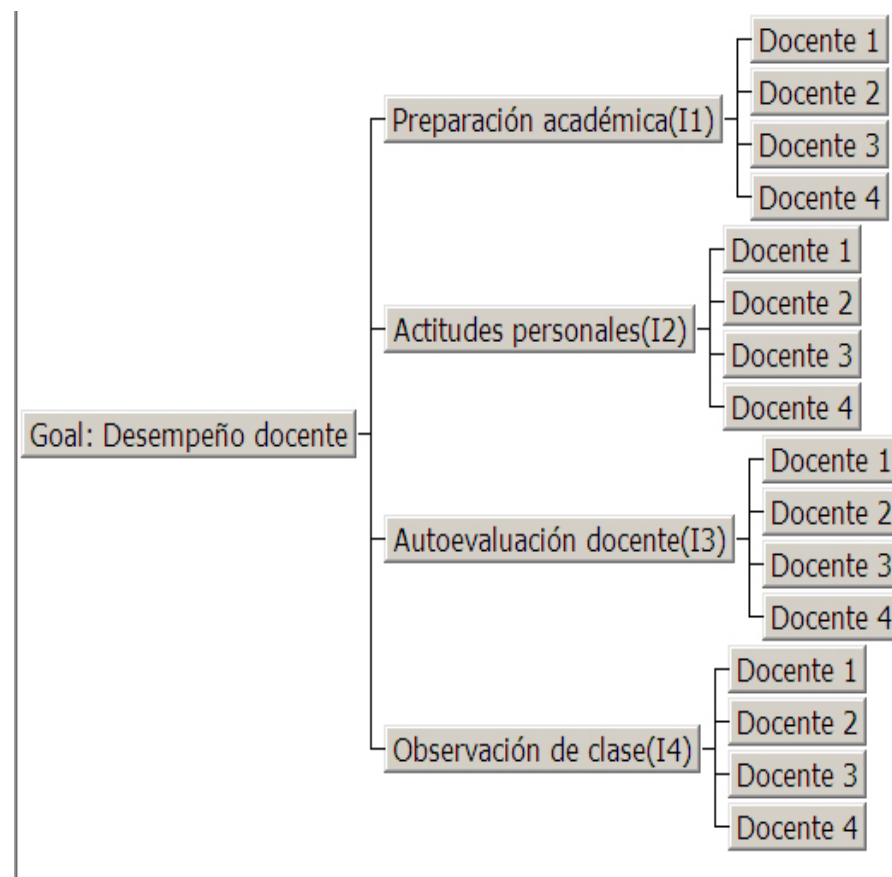 Goal: Desempeño docente
Preparación académica(I1)
Docente 1
Docente 2
Docente 3
Docente 4
Actitudes personales(I2)
Docente 1
Docente 2
Docente 3
Docente 4
Autoevaluación docente(I3)
Docente 1
Docente 2
Docente 3
Docente 4
Observación de clase(I4)
Docente 1
Docente 2
Docente 3
Docente 4